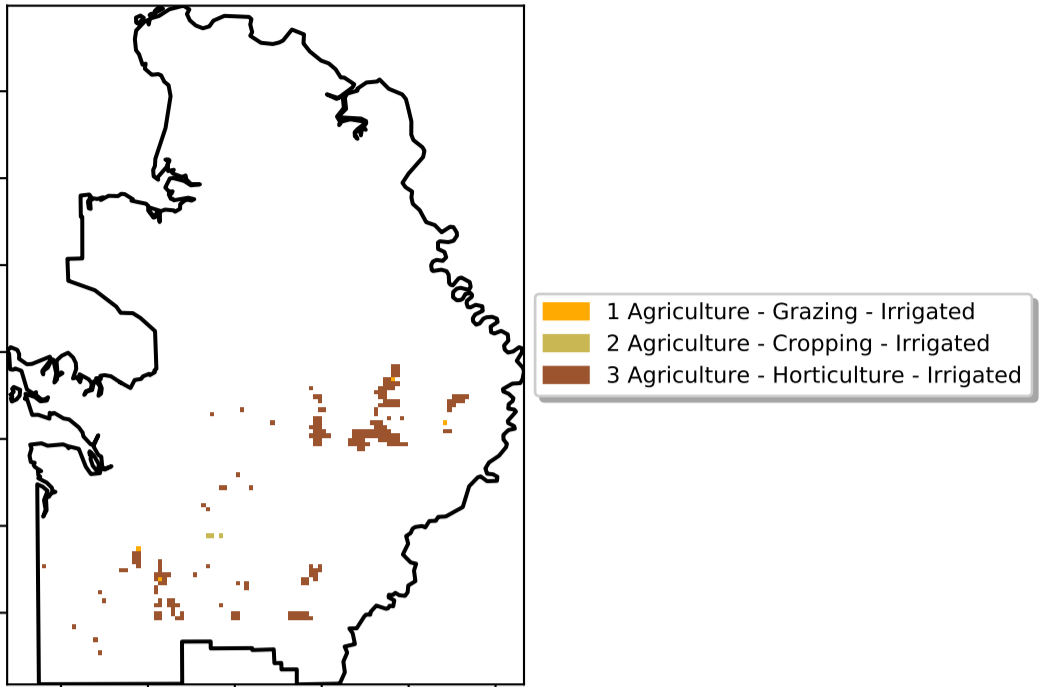 1 Agriculture - Grazing - Irrigated
2 Agriculture - Cropping - Irrigated
3 Agriculture - Horticulture - Irrigated